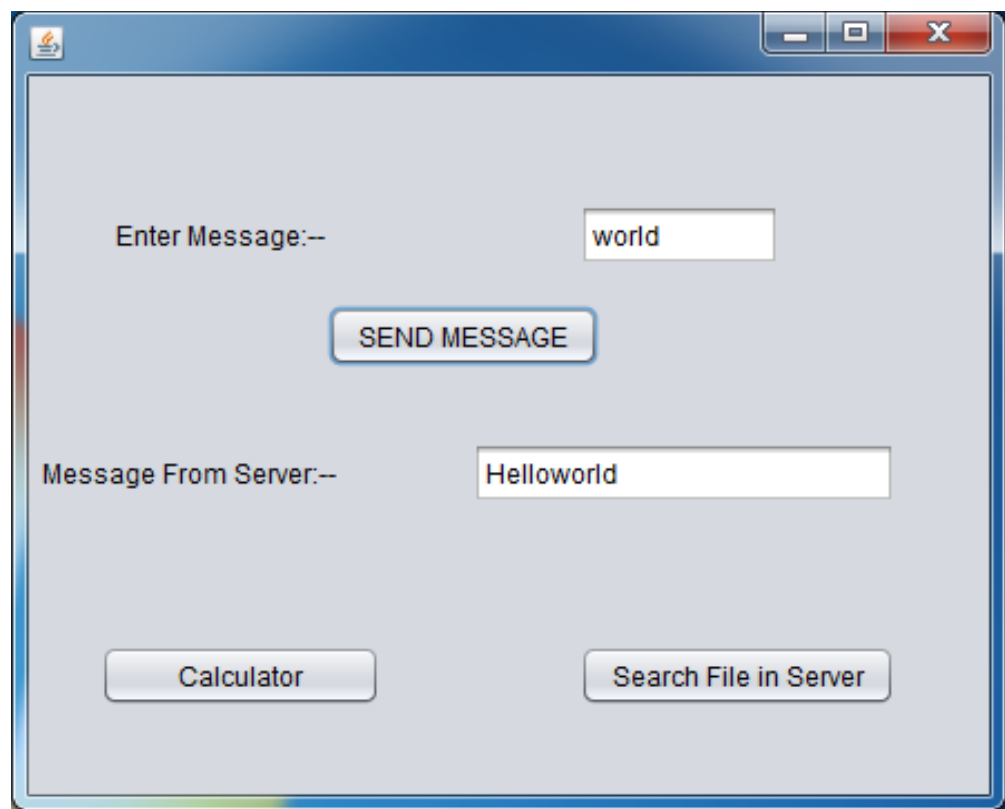 Enter Message:-- world
SEND MESSAGE
Message From Server:-- Helloworld
Calculator Search File in Server